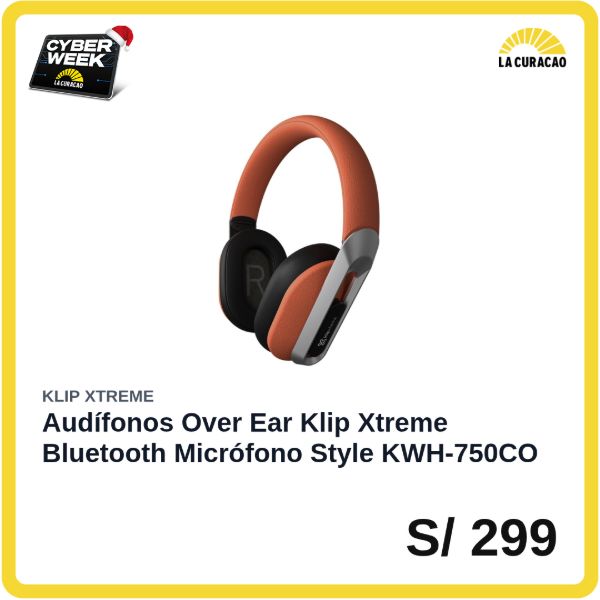 CYBER
WEEK
LA CURACAO
LA CURACAO
R
KLIP XTREME
Audífonos Over Ear Klip Xtreme
Bluetooth Micrófono Style KWH-750CO
S/ 299